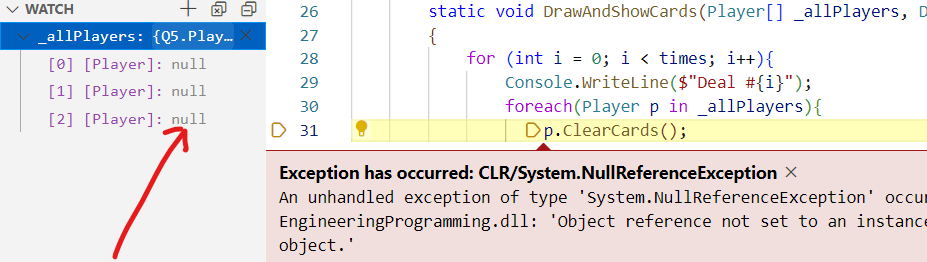 WATCH
_allPlayers: {Q5.Play...
[0] [Player]: null
[1] [Player]: null
[2] [Player]: null
26 static void DrawAndShowCards(Player[] _allPlayers, D
27 {
28 for (int i = 0; i < times; i++){
29 Console.WriteLine($"Deal #{i}");
30 foreach(Player p in _allPlayers){
31 p.ClearCards();
Exception has occurred: CLR/System.NullReferenceException
An unhandled exception of type 'System.NullReferenceException' occur
EngineeringProgramming.dll: 'Object reference not set to an instance
object.'